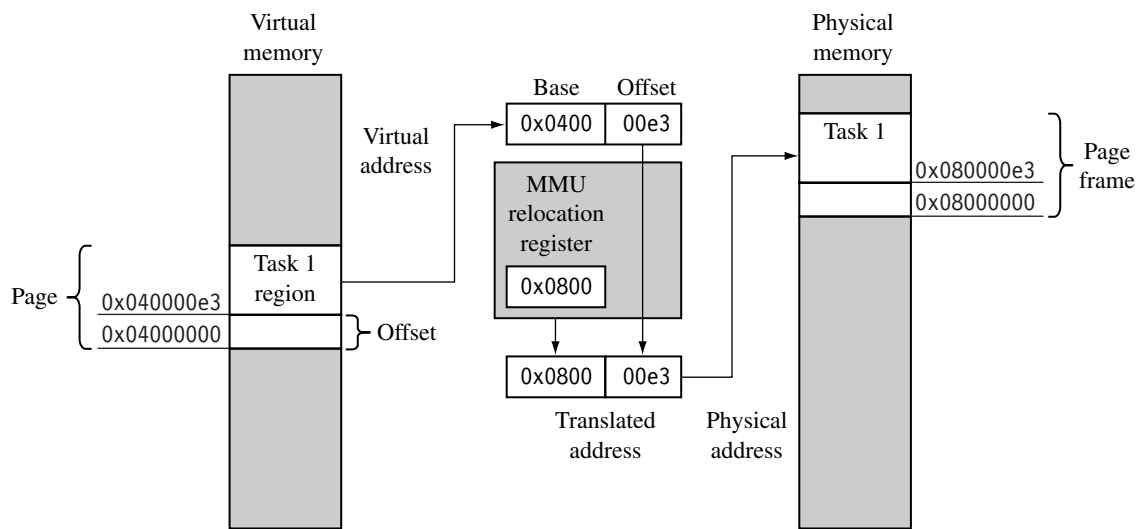 Virtual
memory
Physical
memory
Base
Offset
0x0400
00e3
Virtual
address
Task 1
MMU
relocation
register
0x080000e3
0x08000000
Page
frame
Task 1
region
0x0800
Page
0x040000e3
0x04000000
Offset
0x0800
00e3
Translated
address
Physical
address